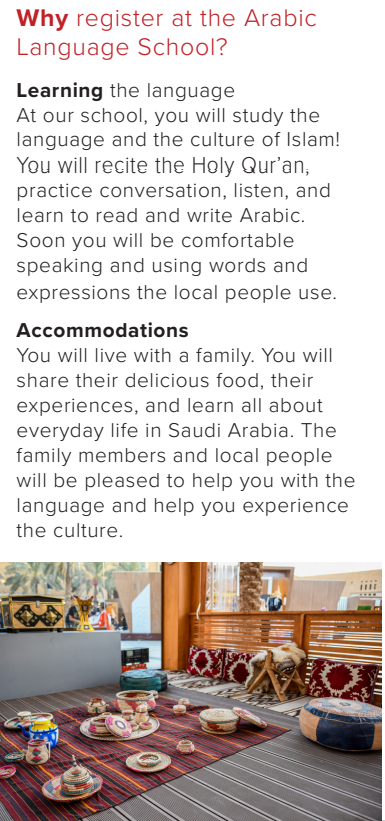 Why register at the Arabic
Language School?
Learning the language
At our school, you will study the
language and the culture of Islam!
You will recite the Holy Qur’an,
practice conversation, listen, and
learn to read and write Arabic.
Soon you will be comfortable
speaking and using words and
expressions the local people use.
Accommodations
You will live with a family. You will
share their delicious food, their
experiences, and learn all about
everyday life in Saudi Arabia. The
family members and local people
will be pleased to help you with the
language and help you experience
the culture.